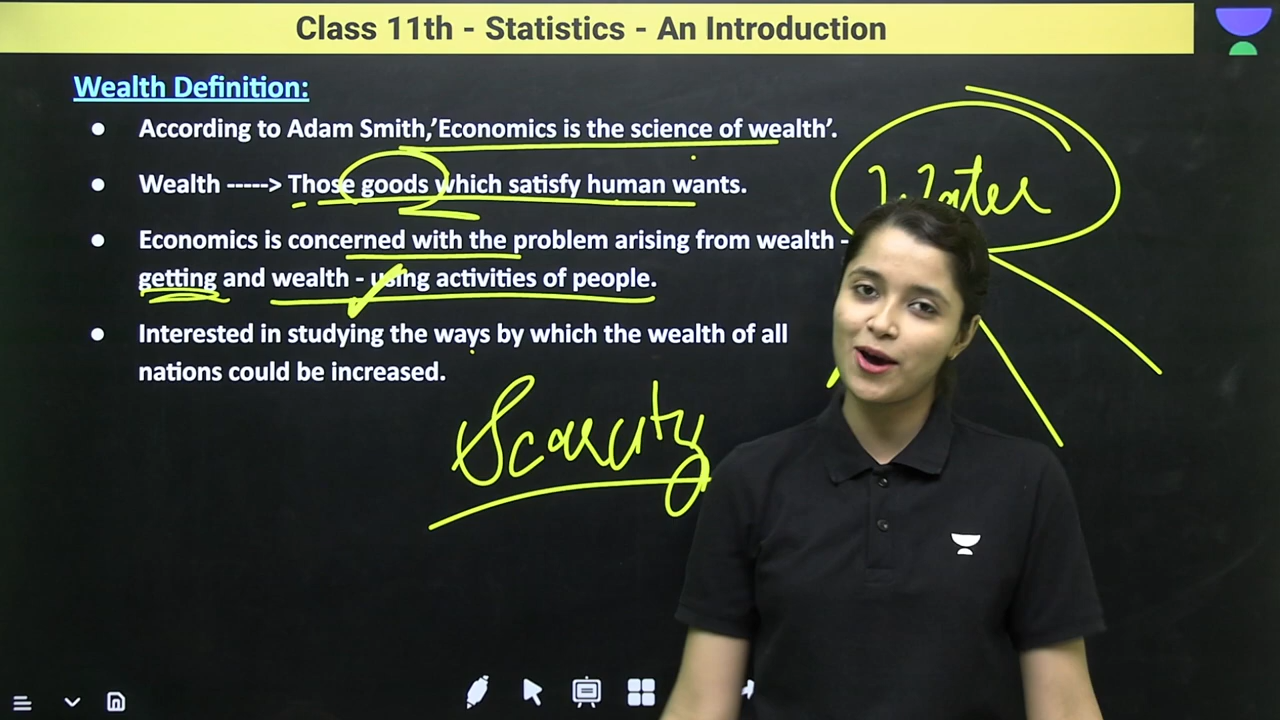 Class 11th - Statistics - An Introduction
Wealth Definition:
● According to Adam Smith,’Economics is the science of wealth’.
● Wealth -----> Those goods which satisfy human wants.
● Economics is concerned with the problem arising from wealth -
getting and wealth - using activities of people.
● Interested in studying the ways by which the wealth of all
nations could be increased.
Water
Scarcity